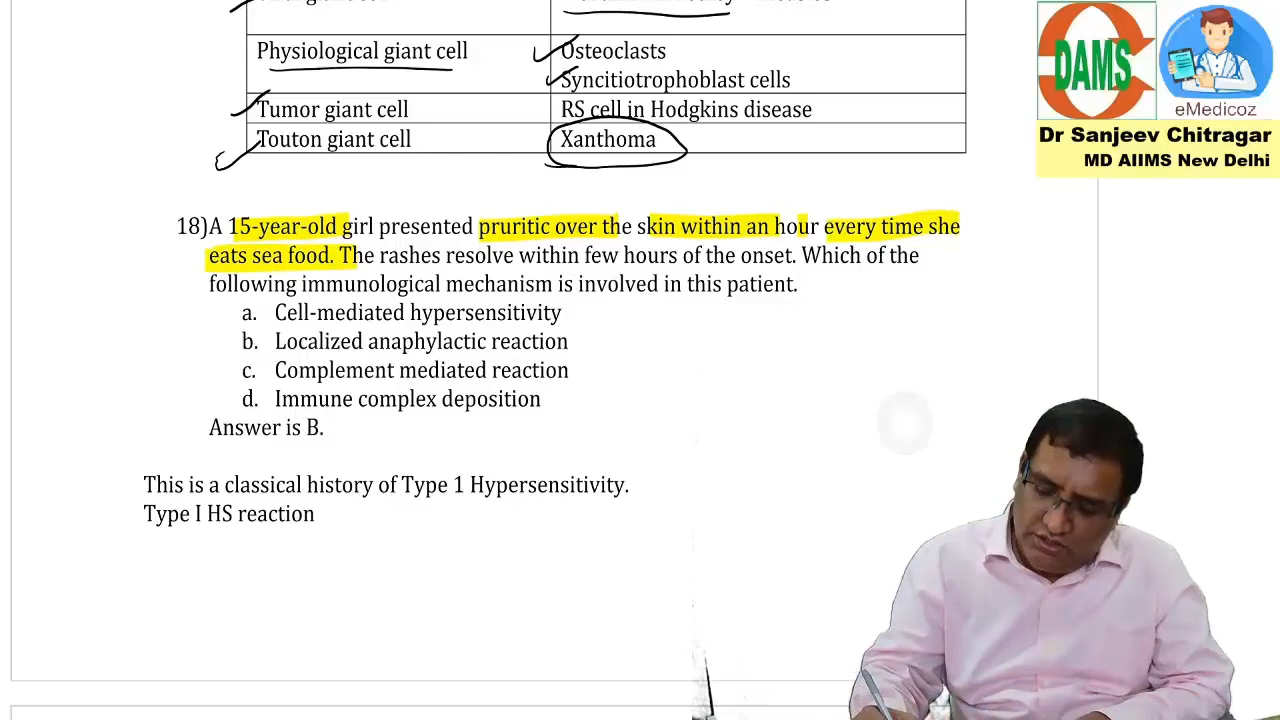 Physiological giant cell Osteoclasts
Syncitiotrophoblast cells
Tumor giant cell RS cell in Hodgkins disease
Touton giant cell Xanthoma
DAMS
eMedicoz
Dr Sanjeev Chitragar
MD AIIMS New Delhi
18)A 15-year-old girl presented pruritic over the skin within an hour every time she
eats sea food. The rashes resolve within few hours of the onset. Which of the
following immunological mechanism is involved in this patient.
a. Cell-mediated hypersensitivity
b. Localized anaphylactic reaction
c. Complement mediated reaction
d. Immune complex deposition
Answer is B.
This is a classical history of Type 1 Hypersensitivity.
Type I HS reaction